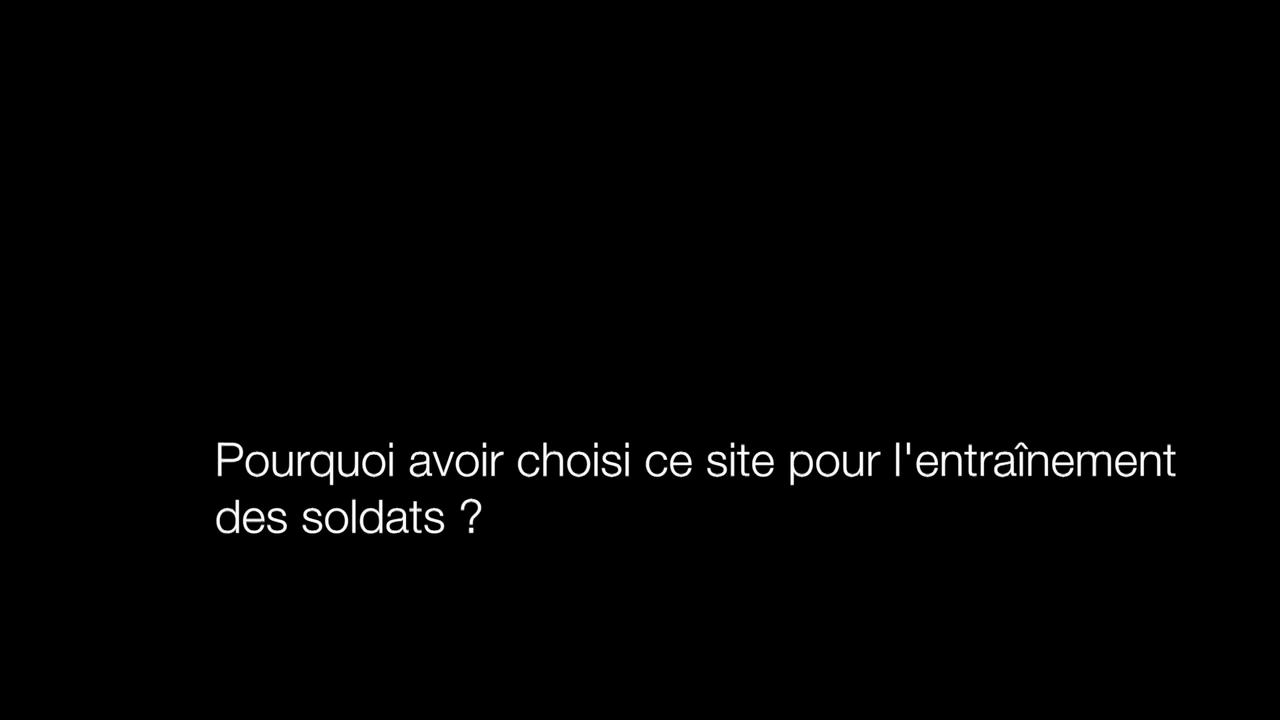 Pourquoi avoir choisi ce site pour l'entraînement
des soldats ?